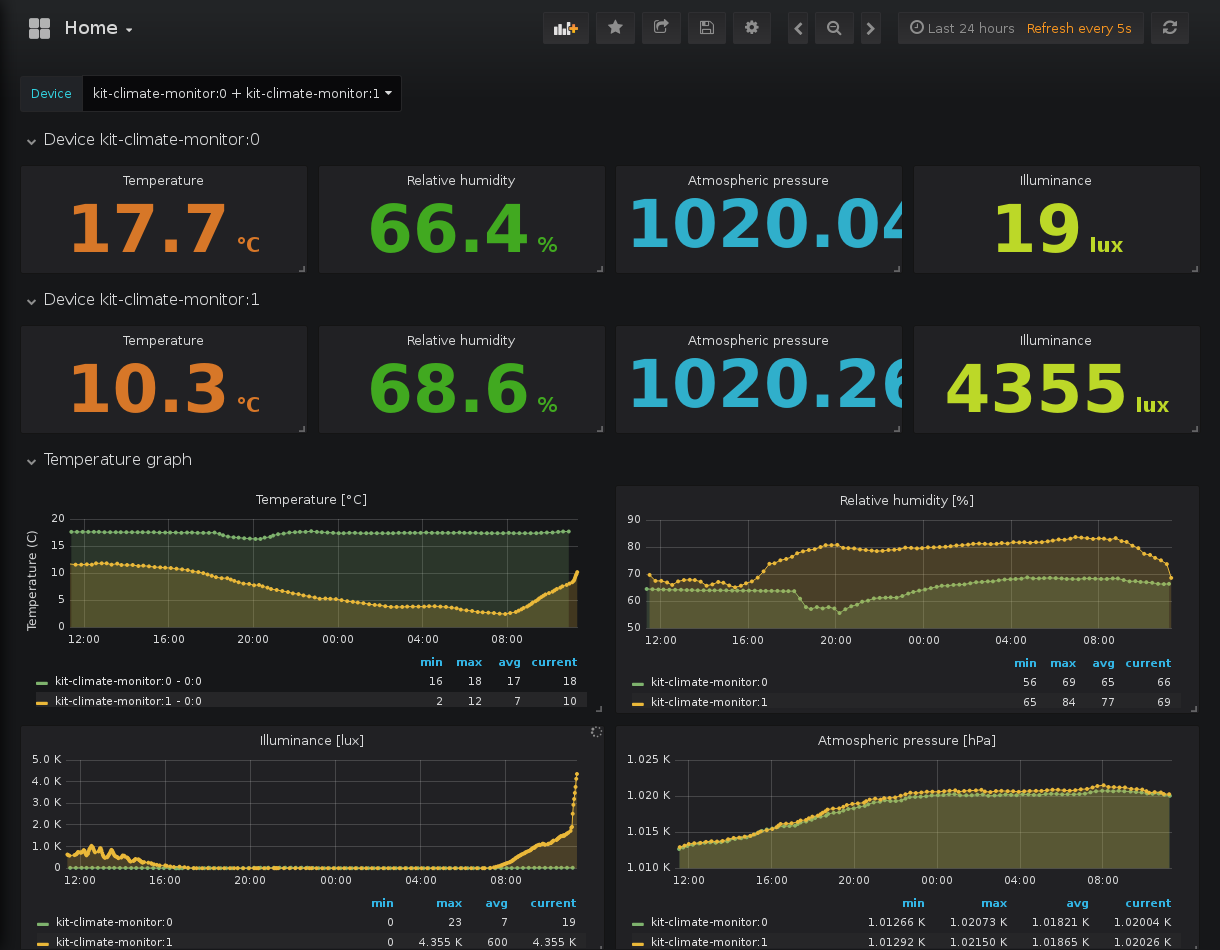 Home
Last 24 hours Refresh every 5s
Device kit-climate-monitor:0 + kit-climate-monitor:1
Device kit-climate-monitor:0
Temperature Relative humidity Atmospheric pressure Illuminance
17.7 °C 66.4 % 1020.04 19 lux
Device kit-climate-monitor:1
Temperature Relative humidity Atmospheric pressure Illuminance
10.3 °C 68.6 % 1020.26 4355 lux
Temperature graph
Temperature [°C]
Temperature (C)
20
15
10
5
0
12:00 16:00 20:00 00:00 04:00 08:00
min max avg current
kit-climate-monitor:0 - 0:0 16 18 17 18
kit-climate-monitor:1 - 0:0 2 12 7 10
Relative humidity [%]
90
80
70
60
50
12:00 16:00 20:00 00:00 04:00 08:00
min max avg current
kit-climate-monitor:0 56 69 65 66
kit-climate-monitor:1 65 84 77 69
Illuminance [lux]
5.0 K
4.0 K
3.0 K
2.0 K
1.0 K
0
12:00 16:00 20:00 00:00 04:00 08:00
min max avg current
kit-climate-monitor:0 0 23 7 19
kit-climate-monitor:1 0 4.355 K 600 4.355 K
Atmospheric pressure [hPa]
1.025 K
1.020 K
1.015 K
1.010 K
12:00 16:00 20:00 00:00 04:00 08:00
min max avg current
kit-climate-monitor:0 1.01266 K 1.02073 K 1.01821 K 1.02004 K
kit-climate-monitor:1 1.01292 K 1.02150 K 1.01865 K 1.02026 K